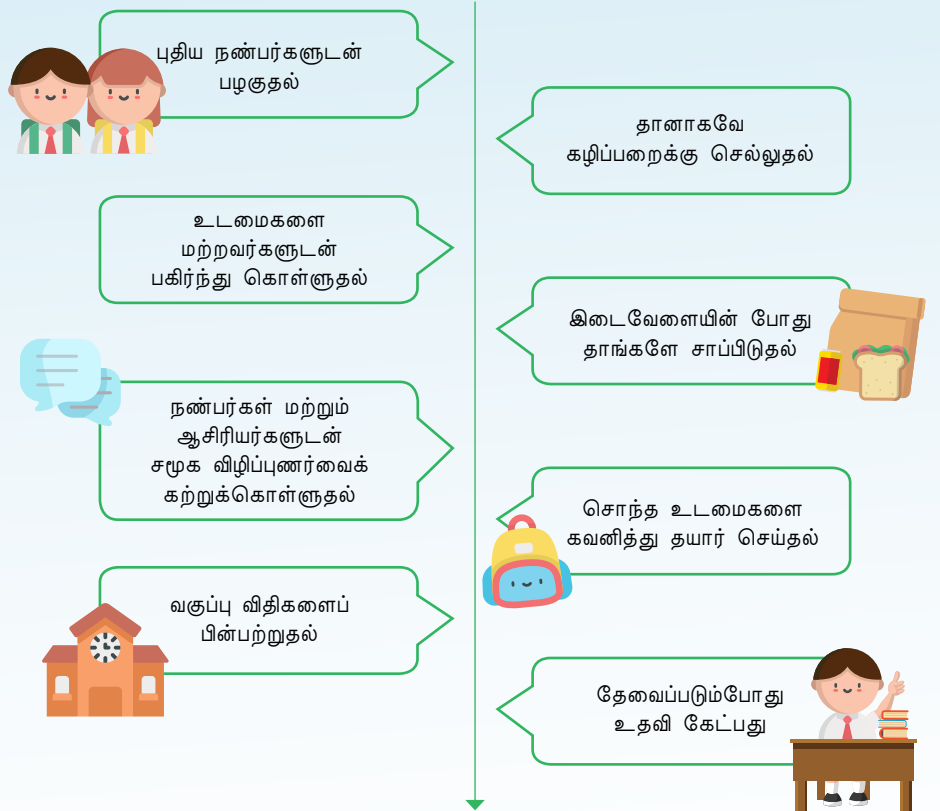 புதிய நண்பர்களுடன்
பழகுதல்
தானாகவே
கழிப்பறைக்கு செல்லுதல்
உடமைகளை
மற்றவர்களுடன்
பகிர்ந்து கொள்ளுதல்
இடைவேளையின் போது
தாங்களே சாப்பிடுதல்
நண்பர்கள் மற்றும்
ஆசிரியர்களுடன்
சமூக விழிப்புணர்வைக்
கற்றுக்கொள்ளுதல்
சொந்த உடமைகளை
கவனித்து தயார் செய்தல்
வகுப்பு விதிகளைப்
பின்பற்றுதல்
தேவைப்படும்போது
உதவி கேட்பது